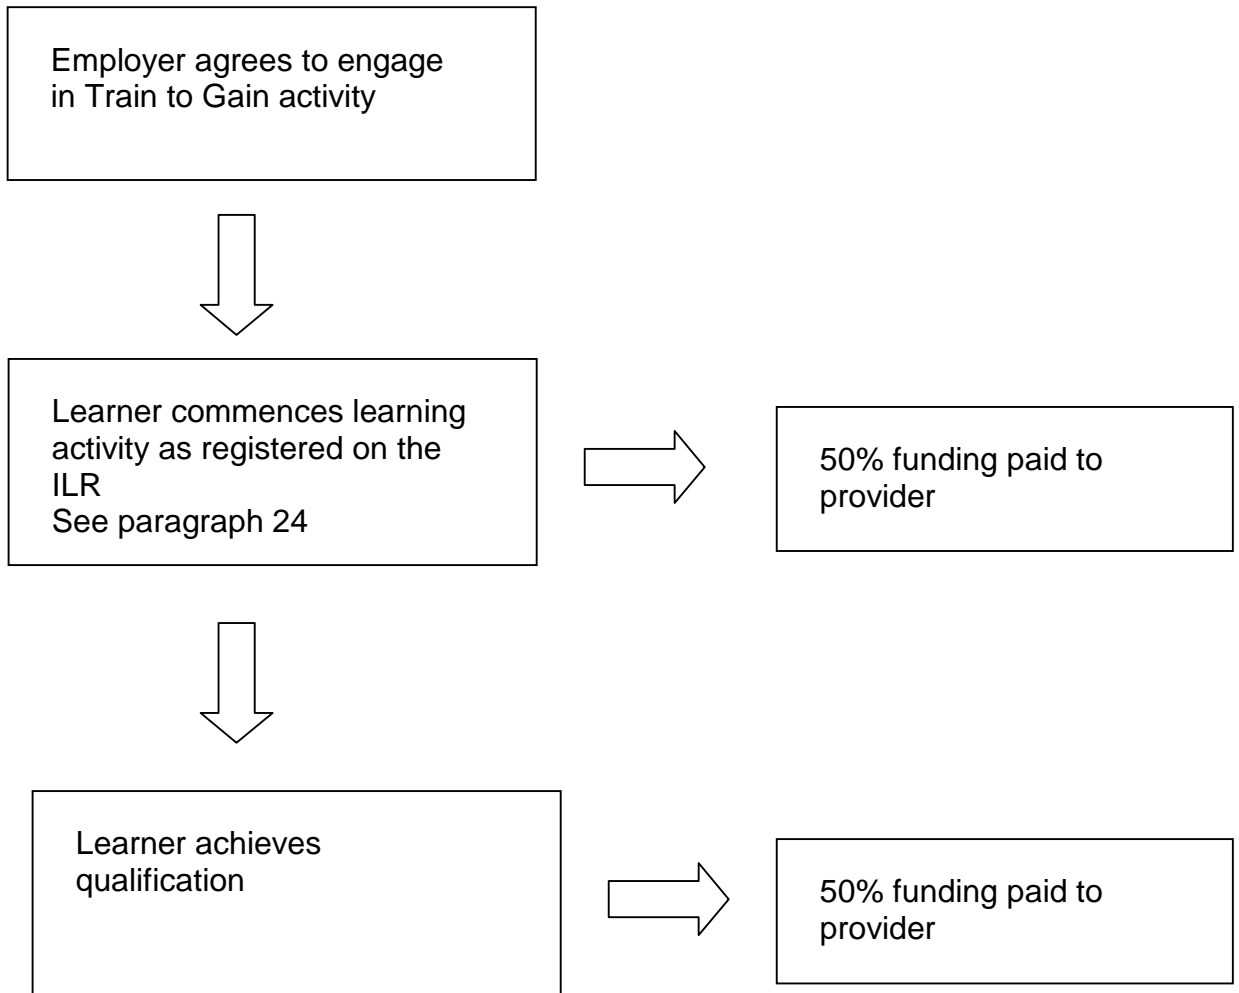 Employer agrees to engage
in Train to Gain activity
Learner commences learning
activity as registered on the
ILR
See paragraph 24
50% funding paid to
provider
Learner achieves
qualification
50% funding paid to
provider